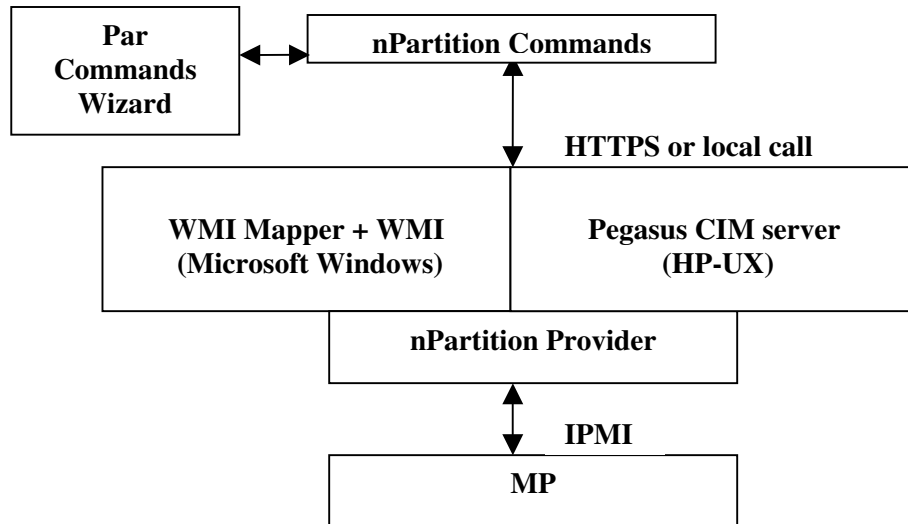 Par
Commands
Wizard
nPartition Commands
HTTPS or local call
WMI Mapper + WMI
(Microsoft Windows)
Pegasus CIM server
(HP-UX)
nPartition Provider
IPMI
MP